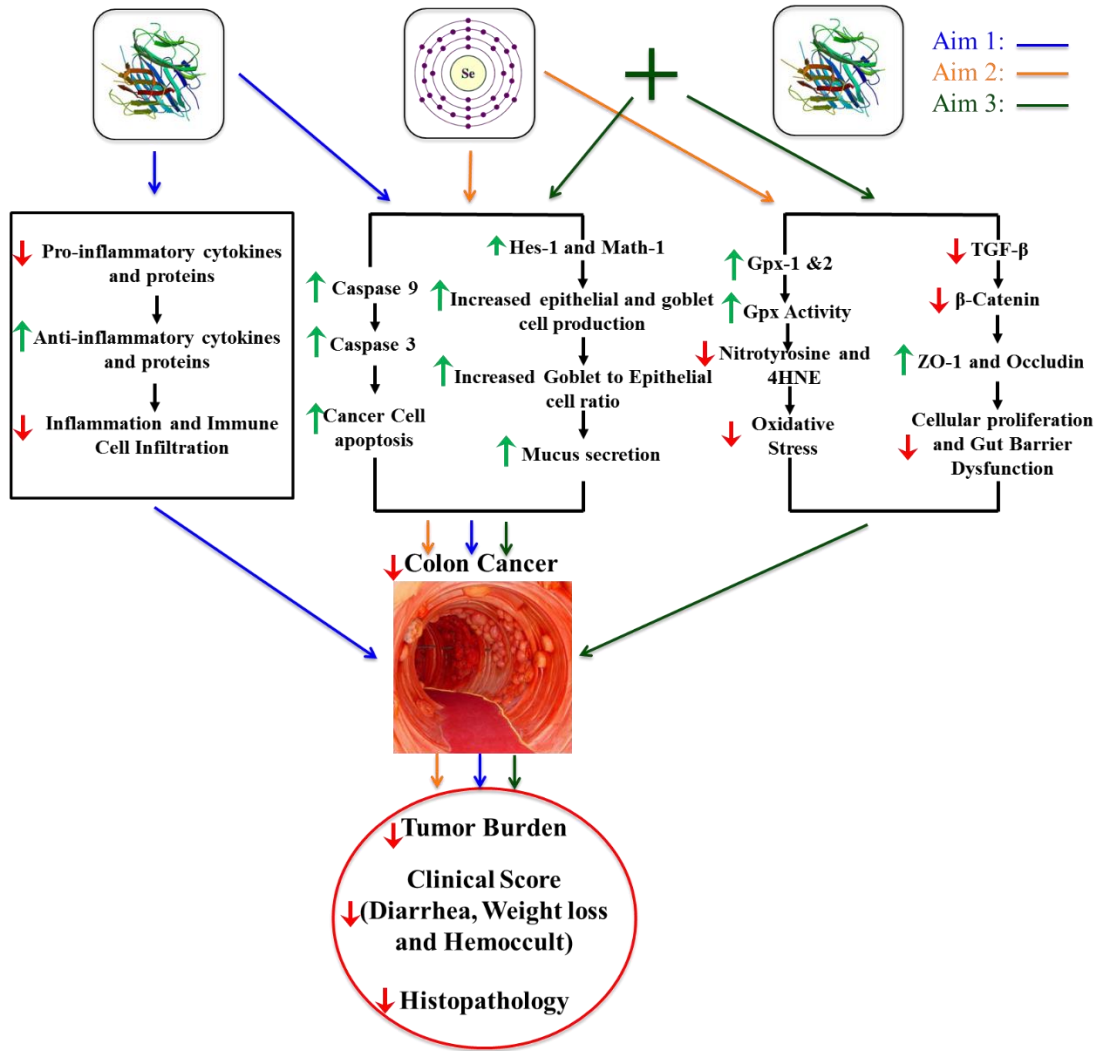 Aim 1:
Aim 2:
Aim 3:
Se
Pro-inflammatory cytokines
and proteins
Anti-inflammatory cytokines
and proteins
Inflammation and Immune
Cell Infiltration
Caspase 9
Caspase 3
Cancer Cell
apoptosis
Hes-1 and Math-1
Increased epithelial and goblet
cell production
Increased Goblet to Epithelial
cell ratio
Mucus secretion
Gpx-1 &2
Gpx Activity
Nitrotyrosine and
4HNE
Oxidative
Stress
TGF-β
β-Catenin
ZO-1 and Occludin
Cellular proliferation
and Gut Barrier
Dysfunction
Colon Cancer
Tumor Burden
Clinical Score
(Diarrhea, Weight loss
and Hemoccult)
Histopathology